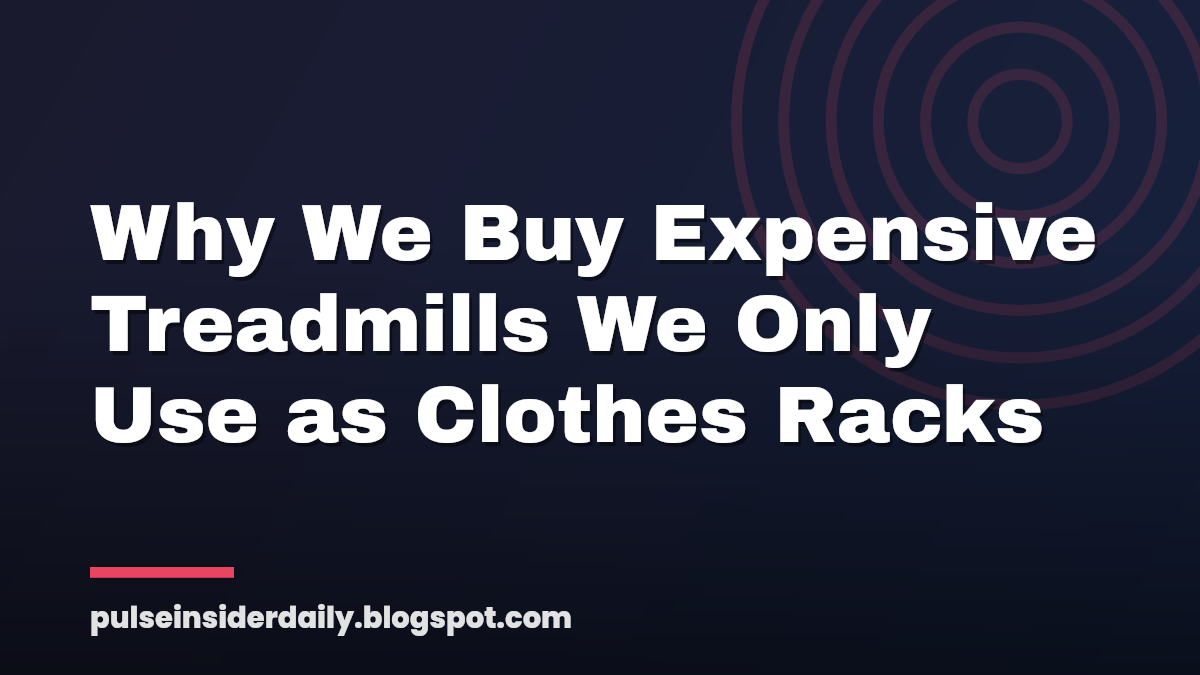 Why We Buy Expensive
Treadmills We Only
Use as Clothes Racks
pulseinsiderdaily.blogspot.com